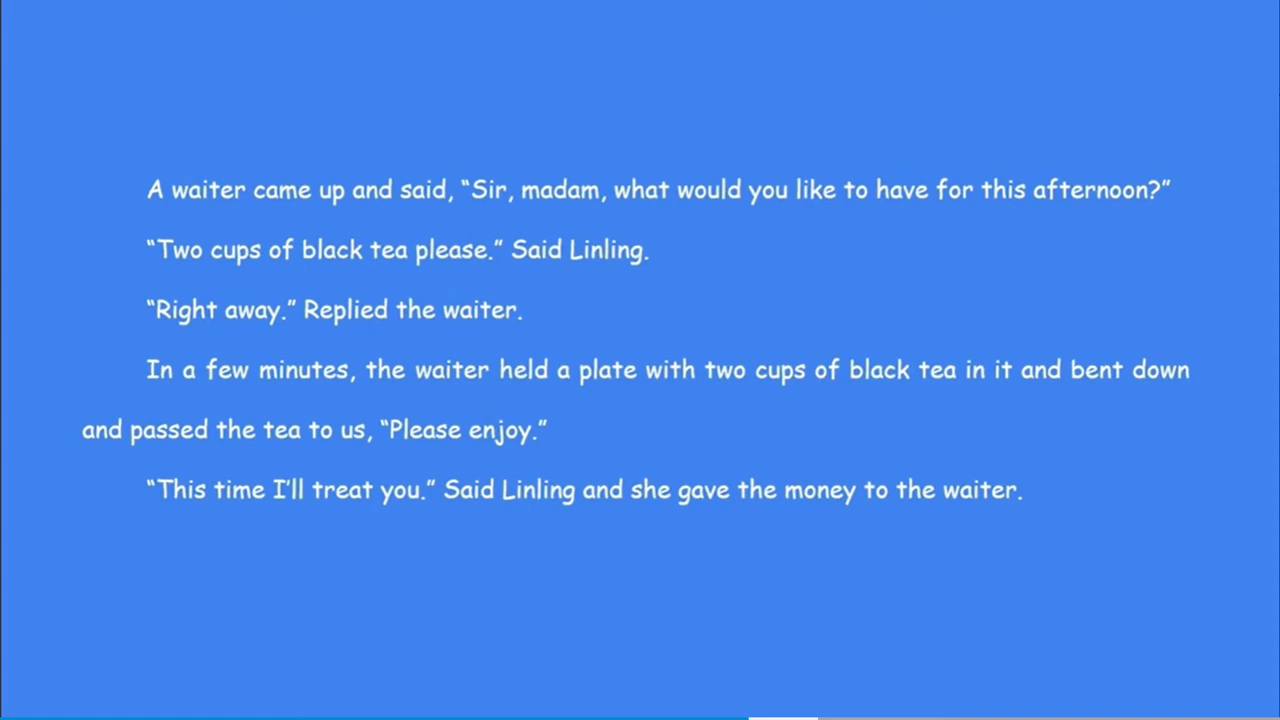 A waiter came up and said, “Sir, madam, what would you like to have for this afternoon?”
“Two cups of black tea please.” Said Linling.
“Right away.” Replied the waiter.
In a few minutes, the waiter held a plate with two cups of black tea in it and bent down
and passed the tea to us, “Please enjoy.”
“This time I’ll treat you.” Said Linling and she gave the money to the waiter.